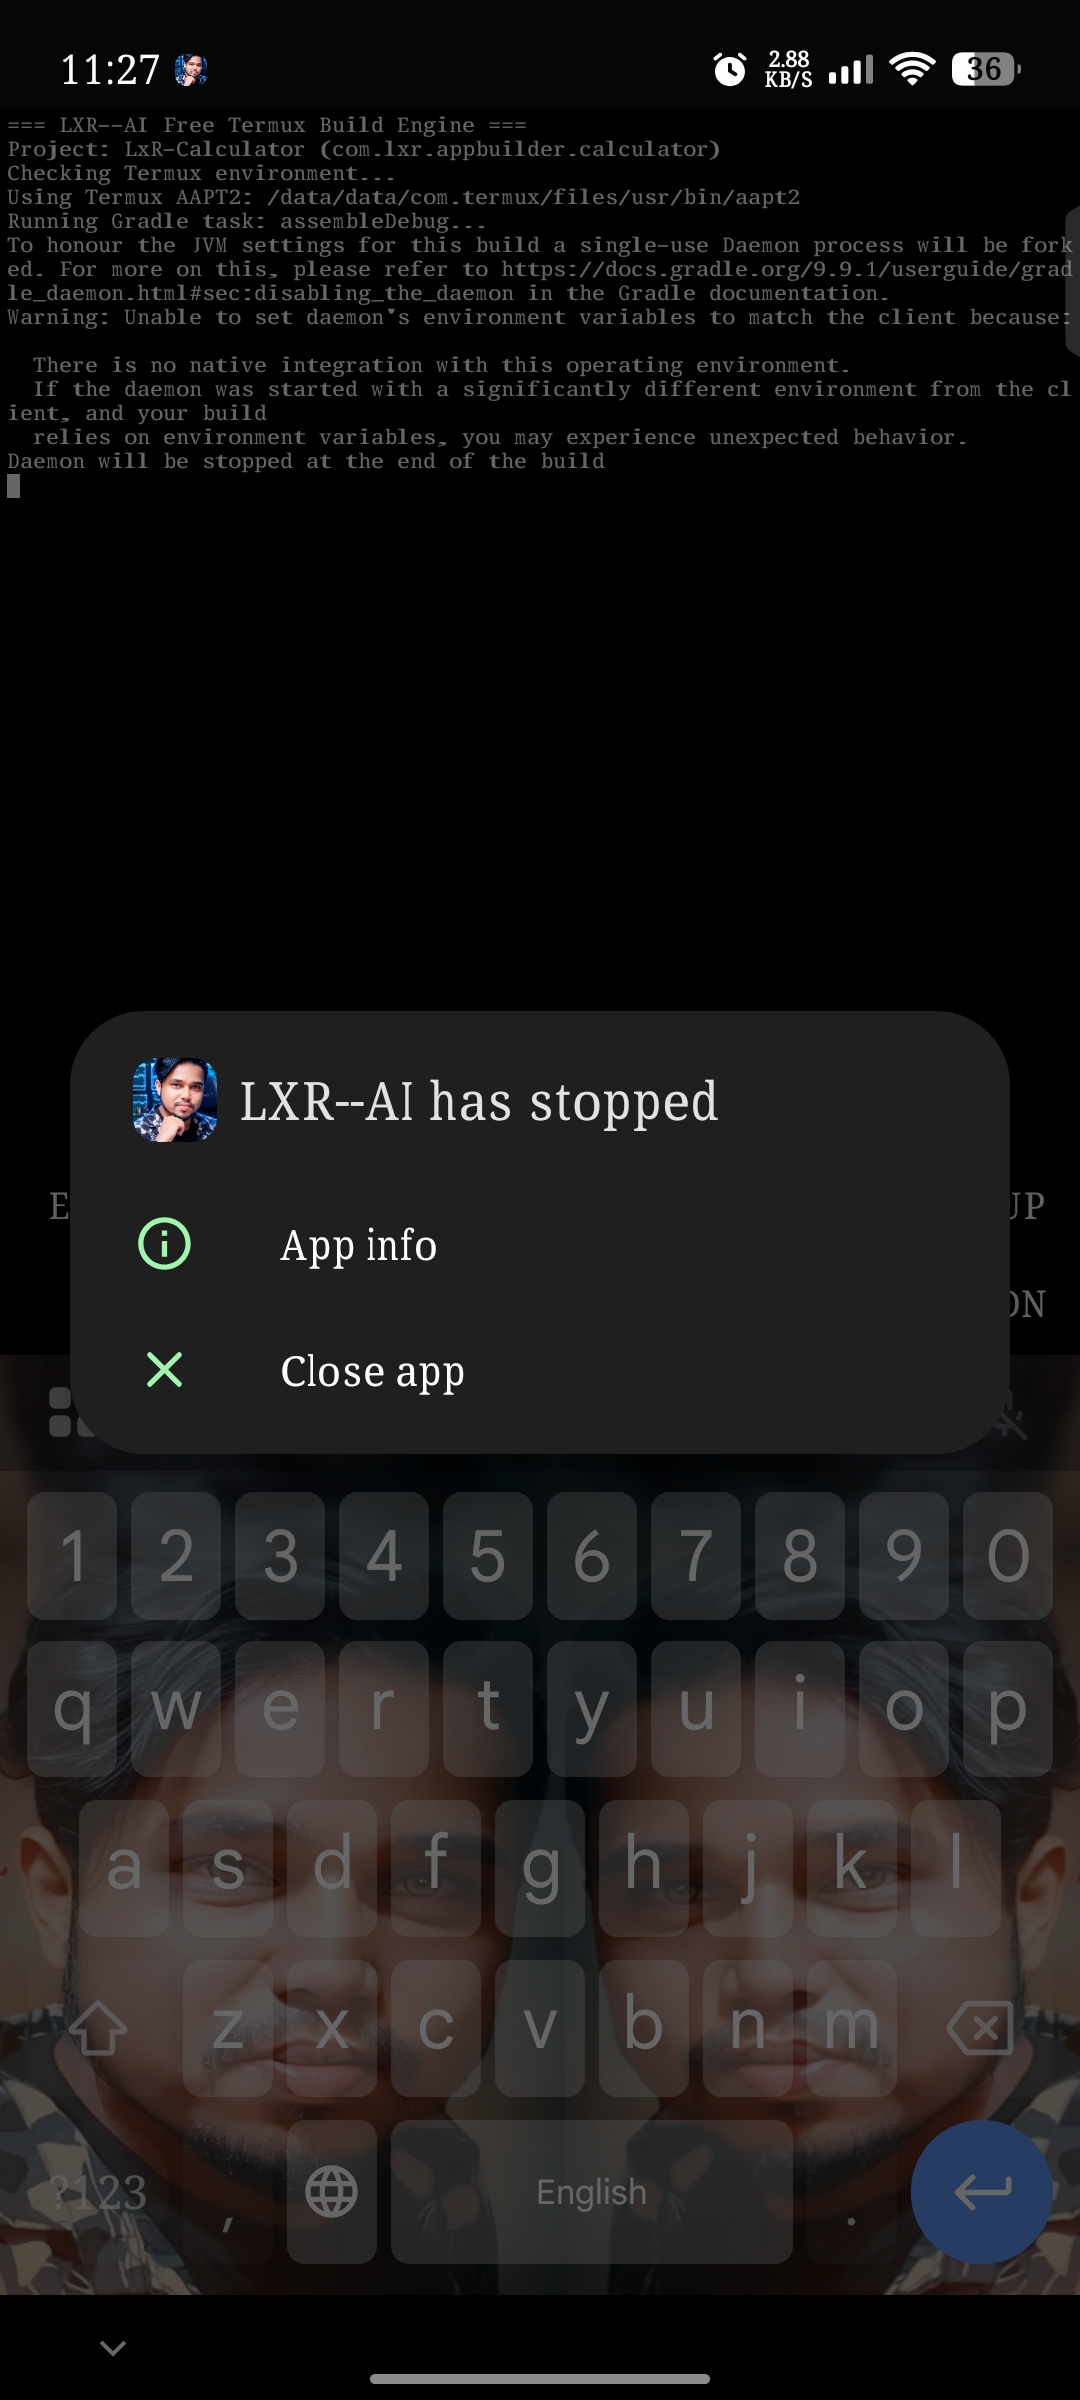 11:27
2.88
KB/S
36
=== LXR--AI Free Termux Build Engine ===
Project: LxR-Calculator (com.lxr.appbuilder.calculator)
Checking Termux environment...
Using Termux AAPT2: /data/data/com.termux/files/usr/bin/aapt2
Running Gradle task: assembleDebug...
To honour the JVM settings for this build a single-use Daemon process will be fork
ed. For more on this, please refer to https://docs.gradle.org/9.9.1/userguide/grad
le_daemon.html#sec:disabling_the_daemon in the Gradle documentation.
Warning: Unable to set daemon's environment variables to match the client because:
There is no native integration with this operating environment.
If the daemon was started with a significantly different environment from the cl
ient, and your build
relies on environment variables, you may experience unexpected behavior.
Daemon will be stopped at the end of the build
LXR--AI has stopped
E
UP
App info
ON
Close app
1 2 3 4 5 6 7 8 9 0
q w e r t y u i o p
a s d f g h j k l
z x c v b n m
?123 , English .